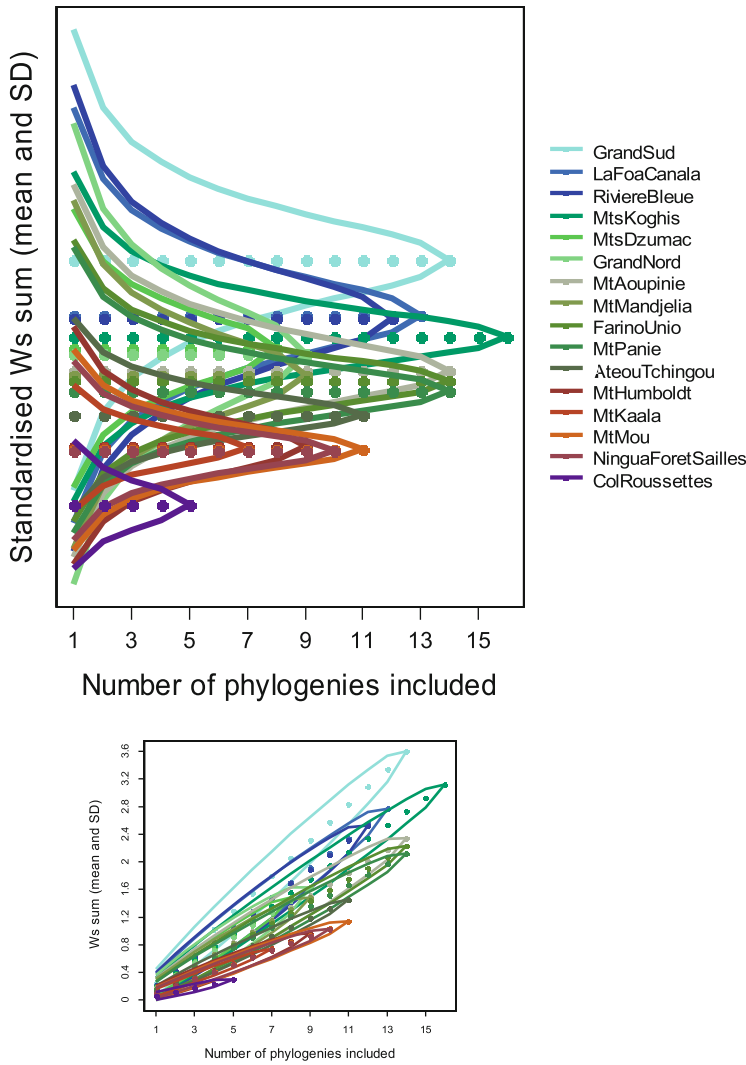 Standardised Ws sum (mean and SD)
1 3 5 7 9 11 13 15
Number of phylogenies included
GrandSud
LaFoaCanala
RiviereBleue
MtsKoghis
MtsDzumac
GrandNord
MtAoupinie
MtMandjelia
FarinoUnio
MtPanie
AteouTchingou
MtHumboldt
MtKaala
MtMou
NinguaForetSailles
ColRoussettes
Ws sum (mean and SD)
3.6
3.2
2.8
2.4
2
1.6
1.2
0.8
0.4
0
1 3 5 7 9 11 13 15
Number of phylogenies included